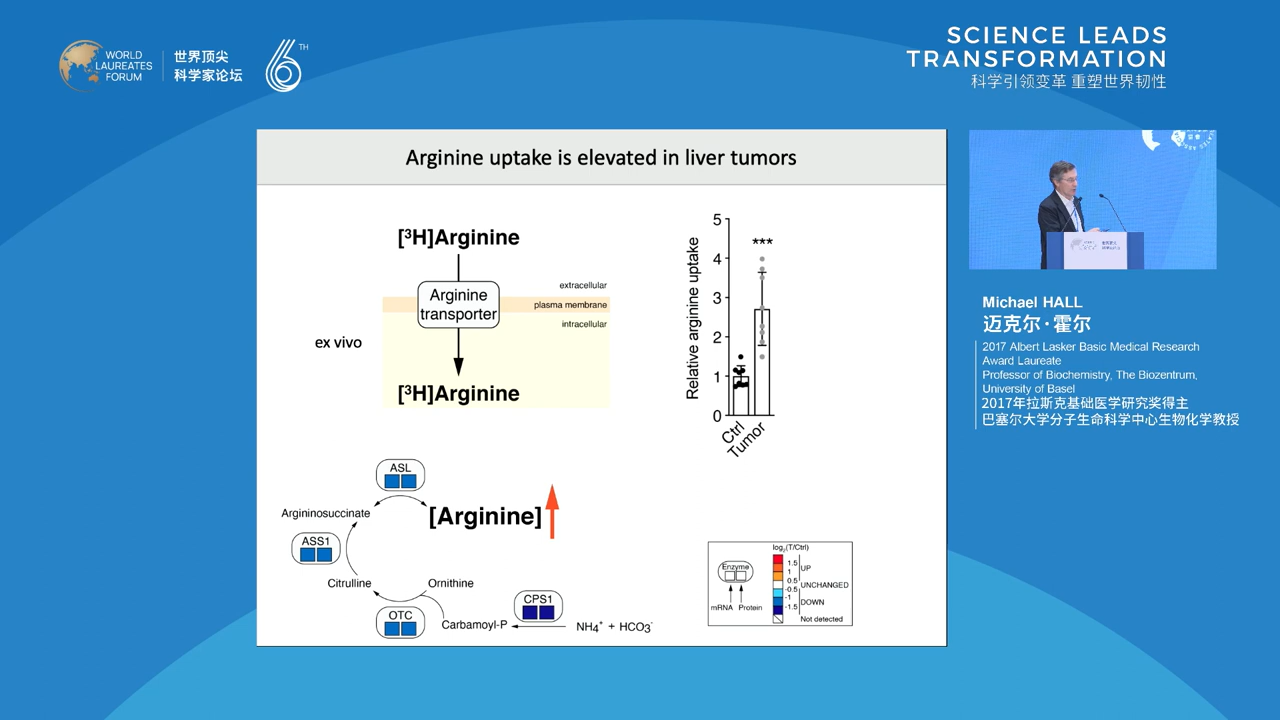 WORLD
LAUREATES
FORUM
世界顶尖
科学家论坛
6TH
SCIENCE LEADS
TRANSFORMATION
科学引领变革 重塑世界韧性
Arginine uptake is elevated in liver tumors
[³H]Arginine
Arginine
transporter
extracellular
plasma membrane
intracellular
ex vivo
[³H]Arginine
Relative arginine uptake
5
4
3
2
1
0
***
Ctrl
Tumor
ASL
Argininosuccinate
[Arginine]
ASS1
Citrulline
Ornithine
OTC
Carbamoyl-P
CPS1
NH₄⁺ + HCO₃⁻
log₂(T/Ctrl)
Enzyme
mRNA Protein
1.5
1
0.5
-0.5
-1
-1.5
UP
UNCHANGED
DOWN
Not detected
Michael HALL
迈克尔·霍尔
2017 Albert Lasker Basic Medical Research
Award Laureate
Professor of Biochemistry, The Biozentrum,
University of Basel
2017年拉斯克基础医学研究奖得主
巴塞尔大学分子生命科学中心生物化学教授